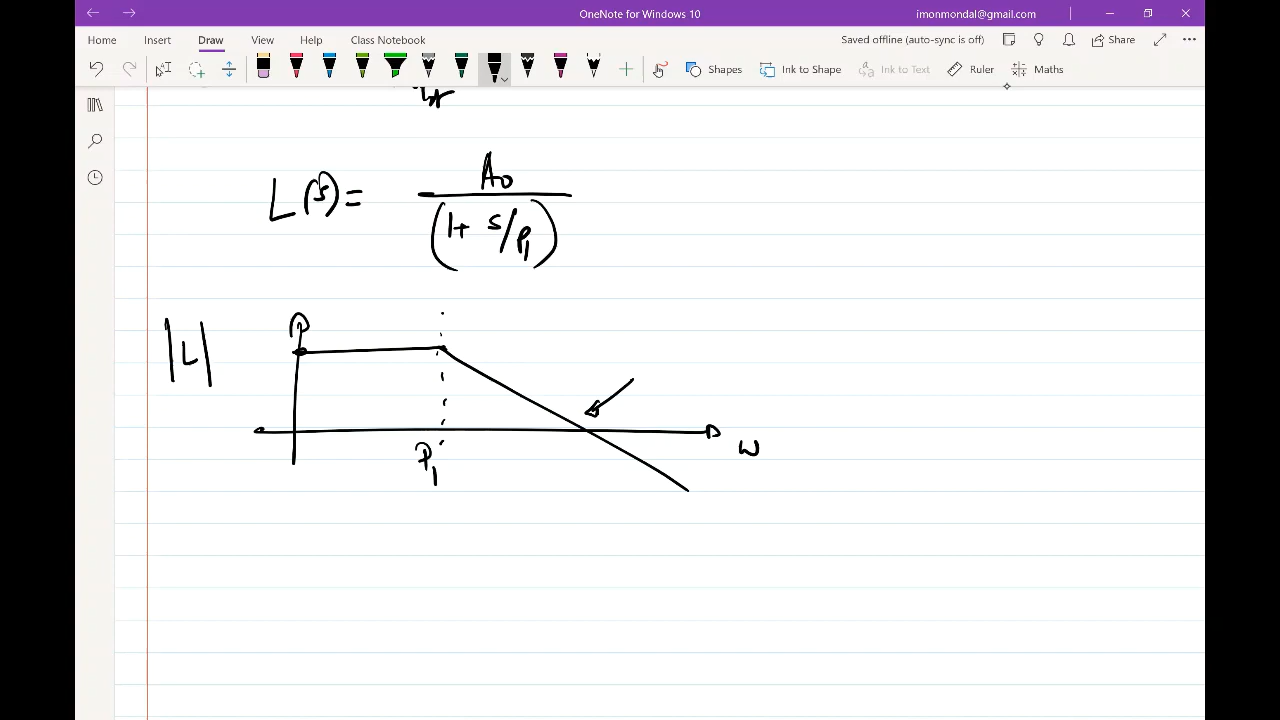 OneNote for Windows 10
imonmondal@gmail.com
Home Insert Draw View Help Class Notebook
Saved offline (auto-sync is off) Share
Shapes Ink to Shape Ink to Text Ruler Maths
L(s) = A₀ / (1 + s/P₁)
|L|
P₁
ω